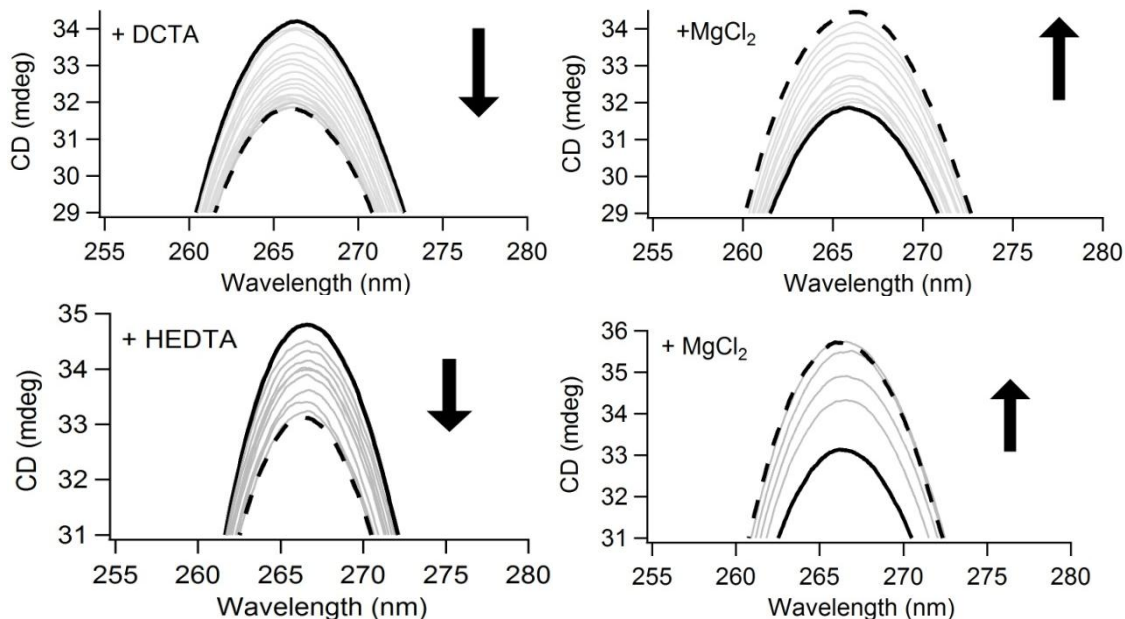 + DCTA
CD (mdeg)
34
33
32
31
30
29
255 260 265 270 275 280
Wavelength (nm)
+MgCl₂
CD (mdeg)
34
33
32
31
30
29
255 260 265 270 275 280
Wavelength (nm)
+ HEDTA
CD (mdeg)
35
34
33
32
31
255 260 265 270 275 280
Wavelength (nm)
+ MgCl₂
CD (mdeg)
36
35
34
33
32
31
255 260 265 270 275 280
Wavelength (nm)